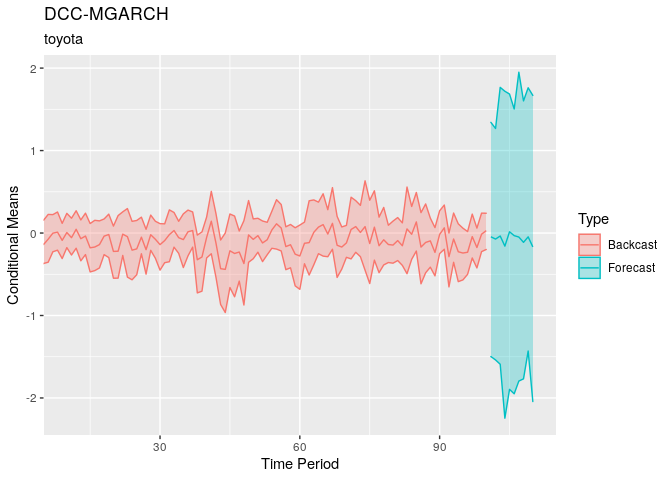 DCC-MGARCH
toyota
2
1
0
-1
-2
Conditional Means
30
60
90
Time Period
Type
Backcast
Forecast